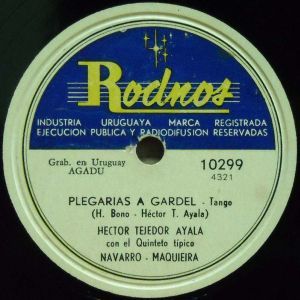 Rodnos
INDUSTRIA URUGUAYA MARCA REGISTRADA
EJECUCION PUBLICA Y RADIODIFUSION RESERVADAS
Grab. en Uruguay
AGADU
10299
4321
PLEGARIAS A GARDEL - Tango
(H. Bono - Héctor T. Ayala)
HECTOR TEJEDOR AYALA
con el Quinteto típico
NAVARRO - MAQUIEIRA